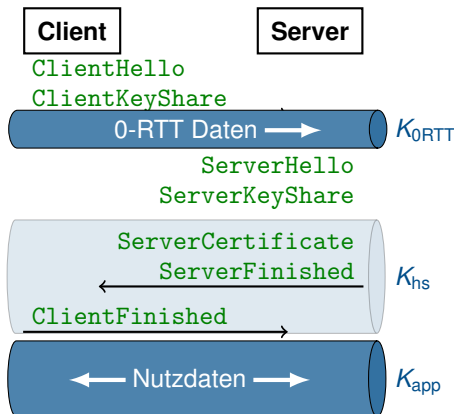 Client Server
ClientHello
ClientKeyShare
0-RTT Daten K0RTT
ServerHello
ServerKeyShare
ServerCertificate
ServerFinished Khs
ClientFinished
Nutzdaten Kapp